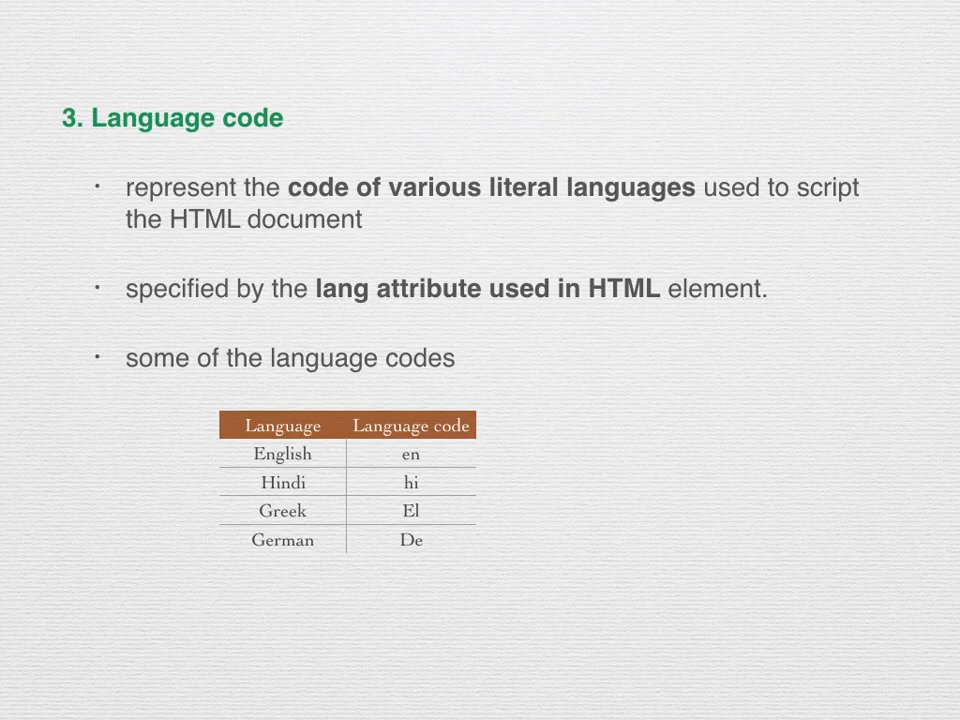 3. Language code
• represent the code of various literal languages used to script
the HTML document
• specified by the lang attribute used in HTML element.
• some of the language codes
Language Language code
English en
Hindi hi
Greek El
German De